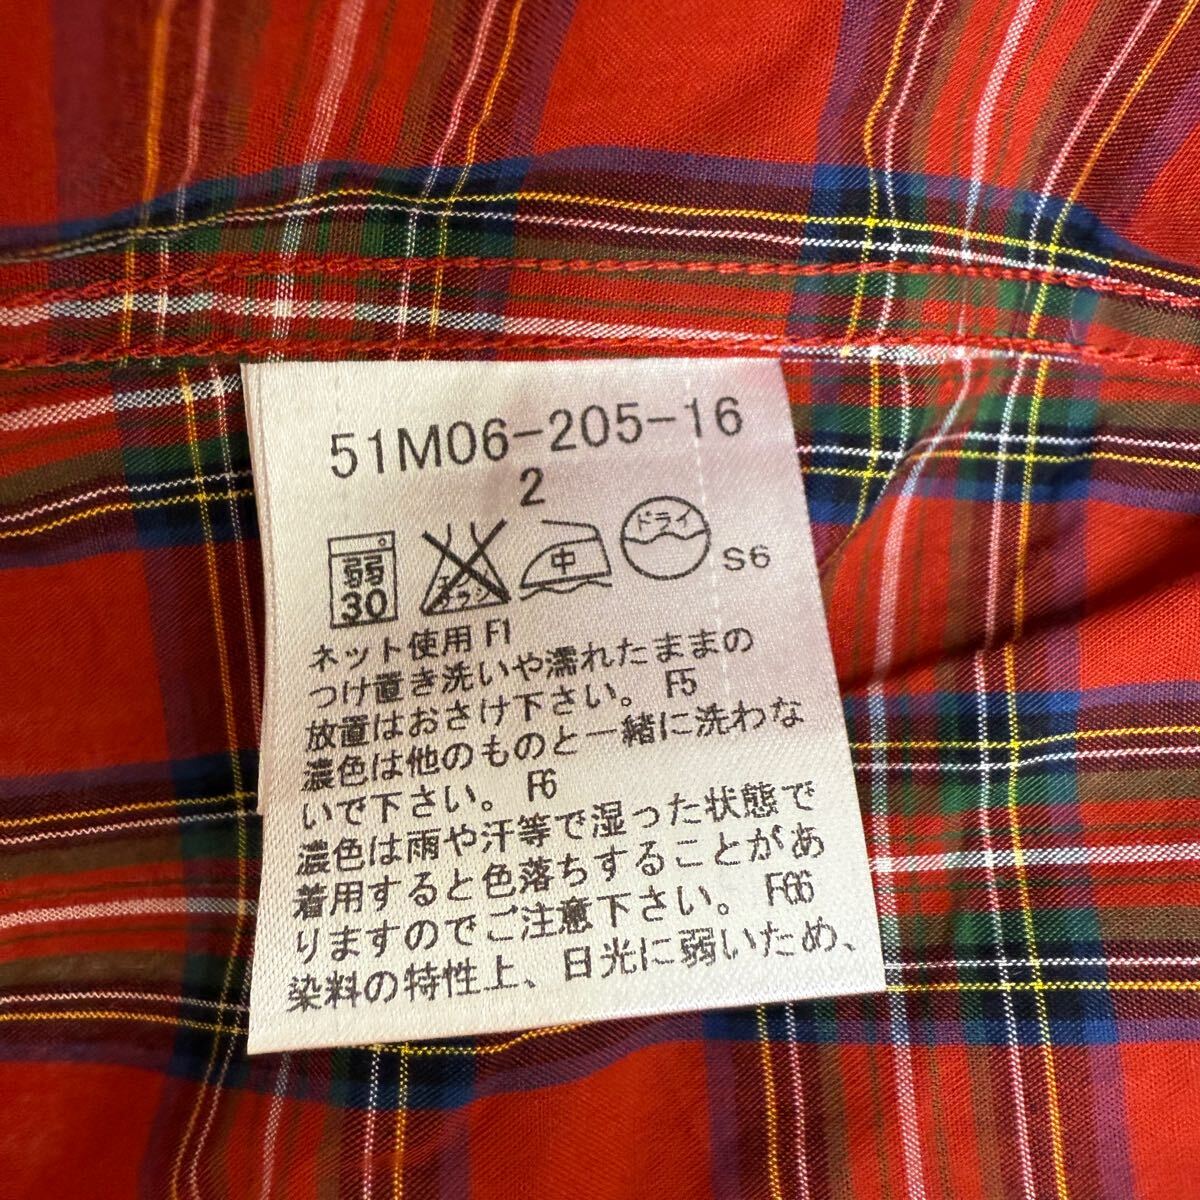 51M06-205-16
2
弱
30
エンソ
サラシ
中
ドライ
S6
ネット使用 F1
つけ置き洗いや濡れたままの
放置はおさけ下さい。 F5
濃色は他のものと一緒に洗わな
いで下さい。 F6
濃色は雨や汗等で湿った状態で
着用すると色落ちすることがあ
りますのでご注意下さい。 F66
染料の特性上、日光に弱いため、